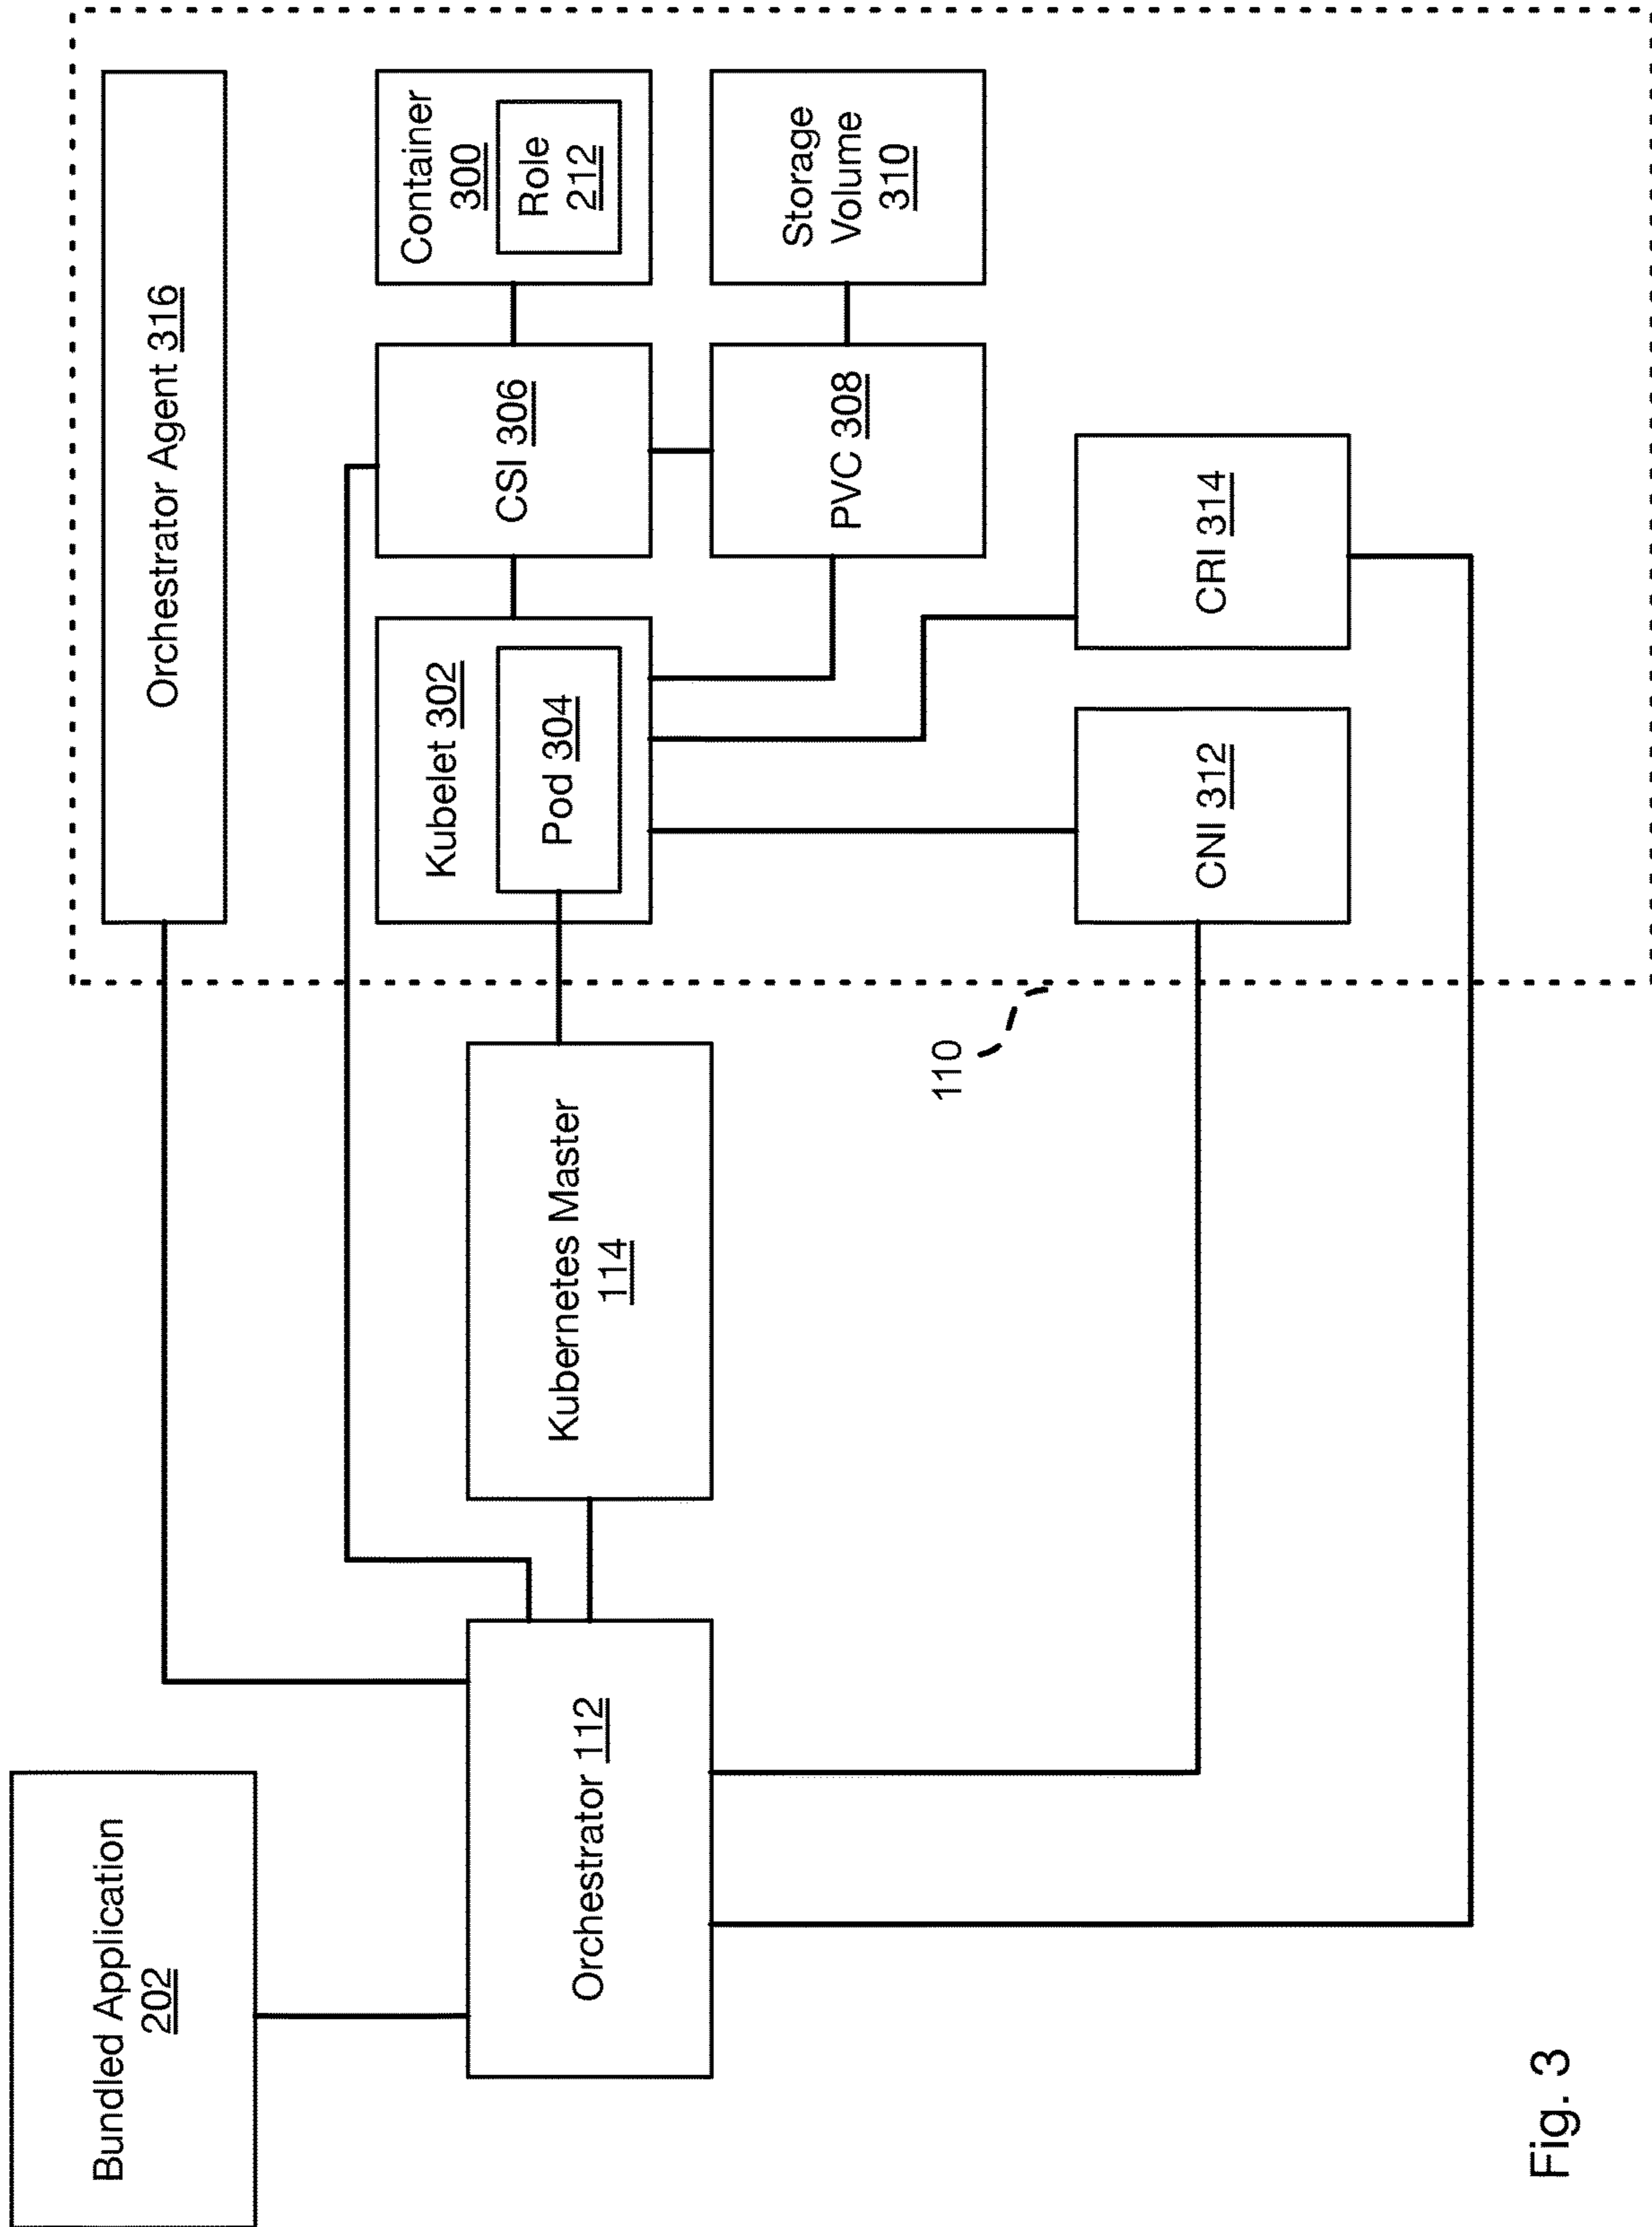 Bundled Application
202
Orchestrator 112
Kubernetes Master
114
110
Orchestrator Agent 316
Kubelet 302
Pod 304
CSI 306
Container
300
Role
212
PVC 308
Storage
Volume
310
CNI 312
CRI 314
Fig. 3